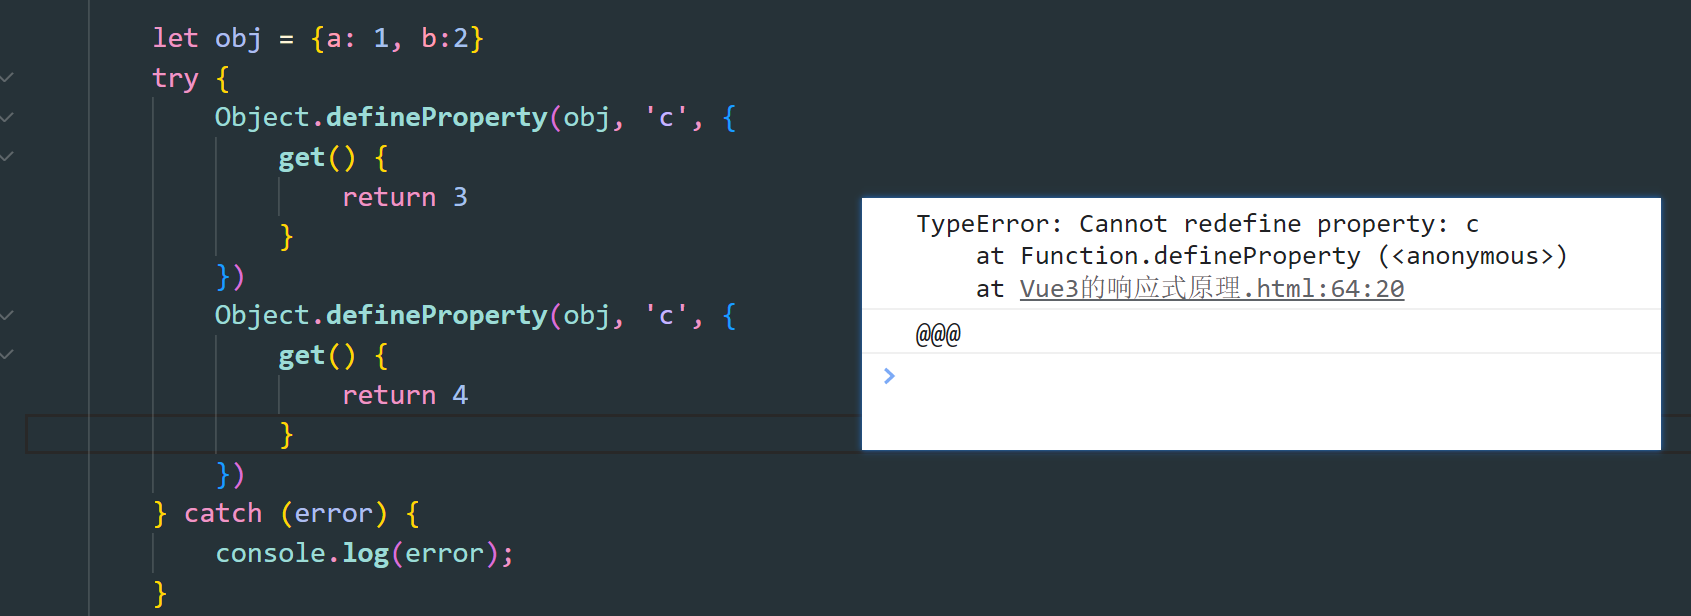 let obj = {a: 1, b:2}
try {
Object.defineProperty(obj, 'c', {
get() {
return 3
}
})
Object.defineProperty(obj, 'c', {
get() {
return 4
}
})
} catch (error) {
console.log(error);
}
TypeError: Cannot redefine property: c
at Function.defineProperty (<anonymous>)
at Vue3的响应式原理.html:64:20
@@@
>